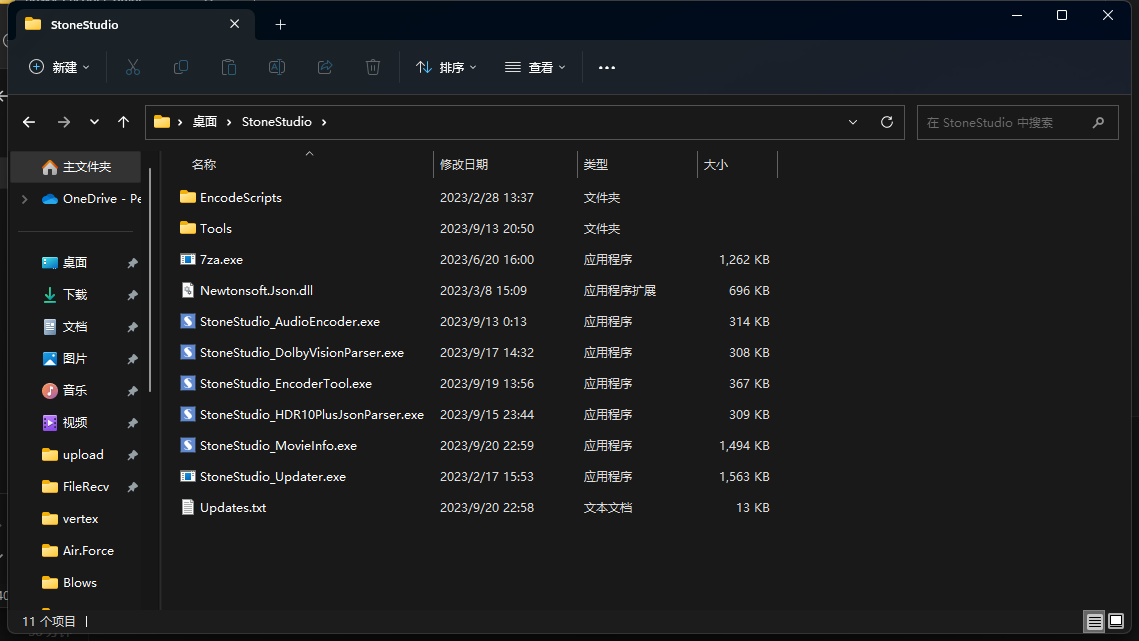 StoneStudio
新建
排序
查看
桌面 StoneStudio
在 StoneStudio 中搜索
名称 修改日期 类型 大小
主文件夹
OneDrive - Pe
桌面
下载
文档
图片
音乐
视频
upload
FileRecv
vertex
Air.Force
Blows
EncodeScripts 2023/2/28 13:37 文件夹
Tools 2023/9/13 20:50 文件夹
7za.exe 2023/6/20 16:00 应用程序 1,262 KB
Newtonsoft.Json.dll 2023/3/8 15:09 应用程序扩展 696 KB
StoneStudio_AudioEncoder.exe 2023/9/13 0:13 应用程序 314 KB
StoneStudio_DolbyVisionParser.exe 2023/9/17 14:32 应用程序 308 KB
StoneStudio_EncoderTool.exe 2023/9/19 13:56 应用程序 367 KB
StoneStudio_HDR10PlusJsonParser.exe 2023/9/15 23:44 应用程序 309 KB
StoneStudio_MovieInfo.exe 2023/9/20 22:59 应用程序 1,494 KB
StoneStudio_Updater.exe 2023/2/17 15:53 应用程序 1,563 KB
Updates.txt 2023/9/20 22:58 文本文档 13 KB
11 个项目